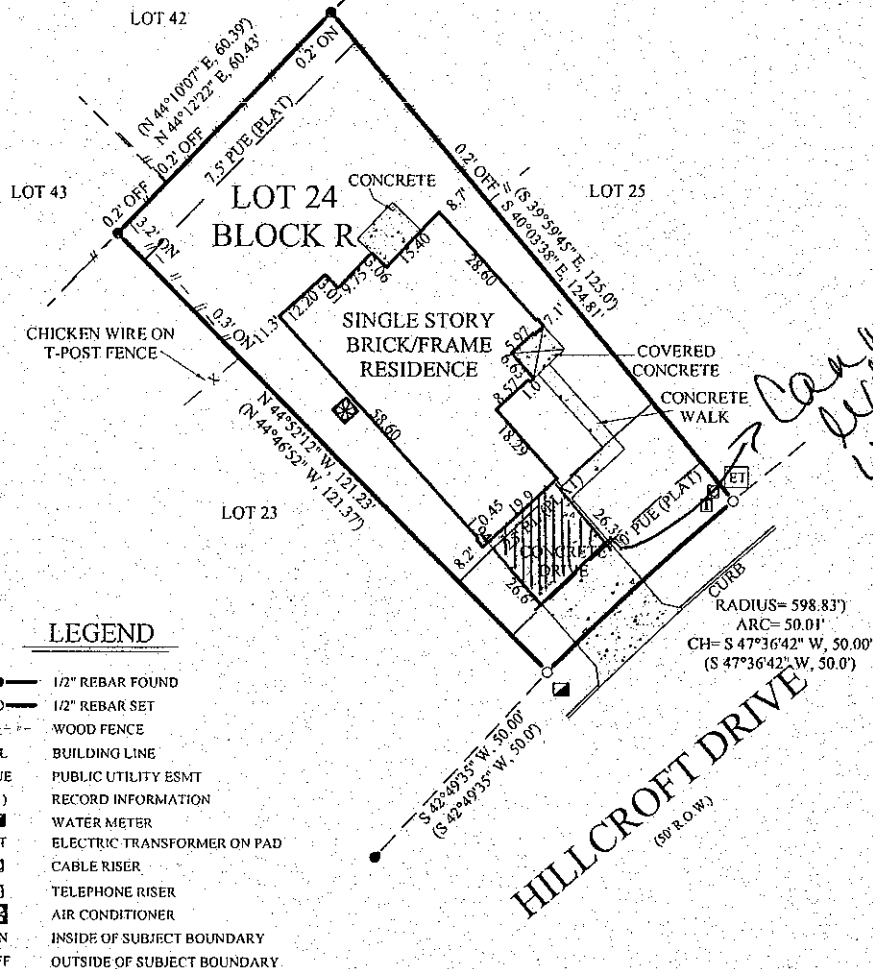 LOT 42
(N 44°10'07" E, 60.39')
N 44°12'22" E, 60.43'
0.2' ON
0.2' OFF
7.5' PUE (PLAT)
LOT 43
0.2' OFF
3.2' ON
LOT 24
BLOCK R
CONCRETE
0.2' OFF
(S 39°59'45" E, 125.0')
S 40°03'38" E, 124.81'
LOT 25
8.7'
15.40
28.60
9.75
12.20
11.3'
0.3' ON
CHICKEN WIRE ON
T-POST FENCE
X
SINGLE STORY
BRICK/FRAME
RESIDENCE
7.1'
5.97
6.63
8.57
1.0
COVERED
CONCRETE
CONCRETE
WALK
18.29
58.60
N 44°52'12" W, 121.23'
(N 44°46'52" W, 121.37')
LOT 23
ET
10' PUE (PLAT)
0.45
19.9
8.2'
CONCRETE
DRIVE
26.6'
CURB
RADIUS= 598.83')
ARC= 50.01'
CH= S 47°36'42" W, 50.00'
(S 47°36'42" W, 50.0')
S 42°49'35" W, 50.00'
(S 42°49'35" W, 50.0')
HILLCROFT DRIVE
(50' R.O.W.)
LEGEND
1/2" REBAR FOUND
1/2" REBAR SET
WOOD FENCE
BUILDING LINE
PUBLIC UTILITY ESMT
) RECORD INFORMATION
WATER METER
T ELECTRIC TRANSFORMER ON PAD
CABLE RISER
TELEPHONE RISER
AIR CONDITIONER
N INSIDE OF SUBJECT BOUNDARY
FF OUTSIDE OF SUBJECT BOUNDARY